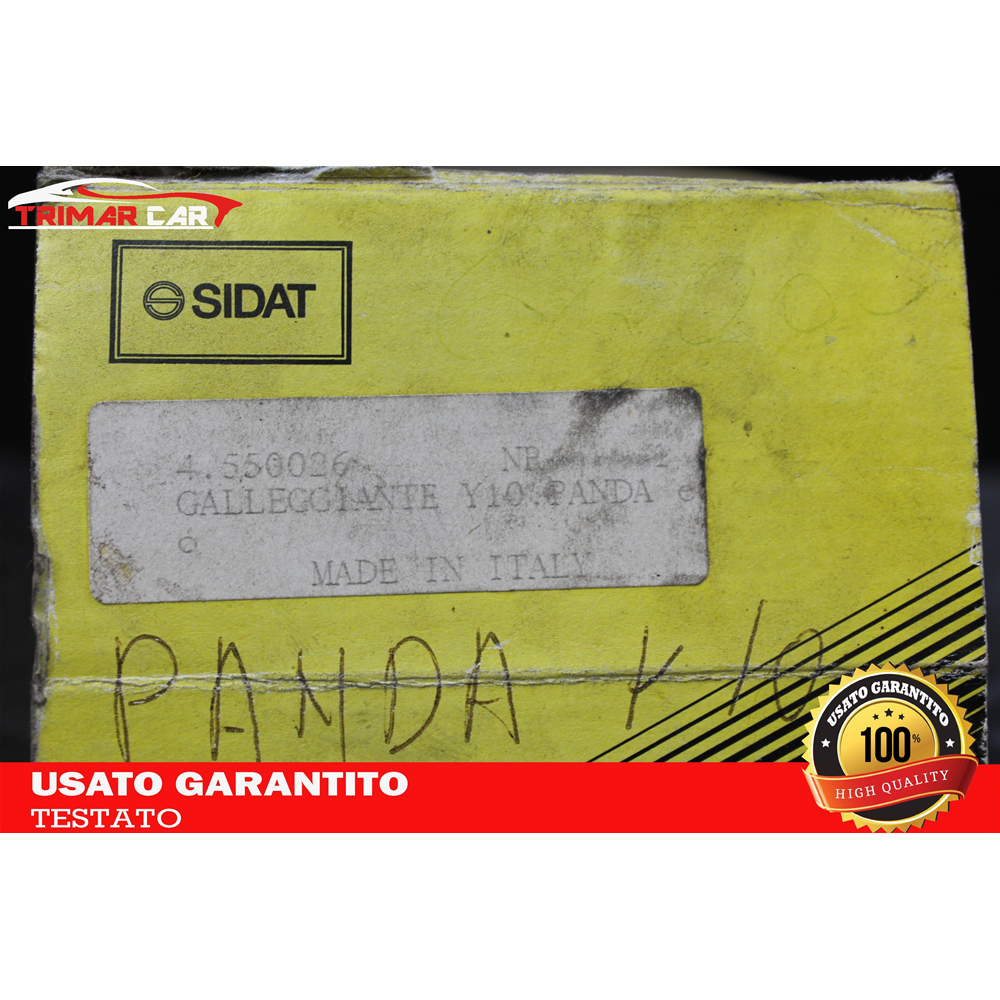 TRIMAR CAR
SIDAT
4.550026 NR
GALLEGGIANTE Y10.PANDA e
MADE IN ITALY
PANDA Y10
USATO GARANTITO
100%
HIGH QUALITY
USATO GARANTITO
TESTATO